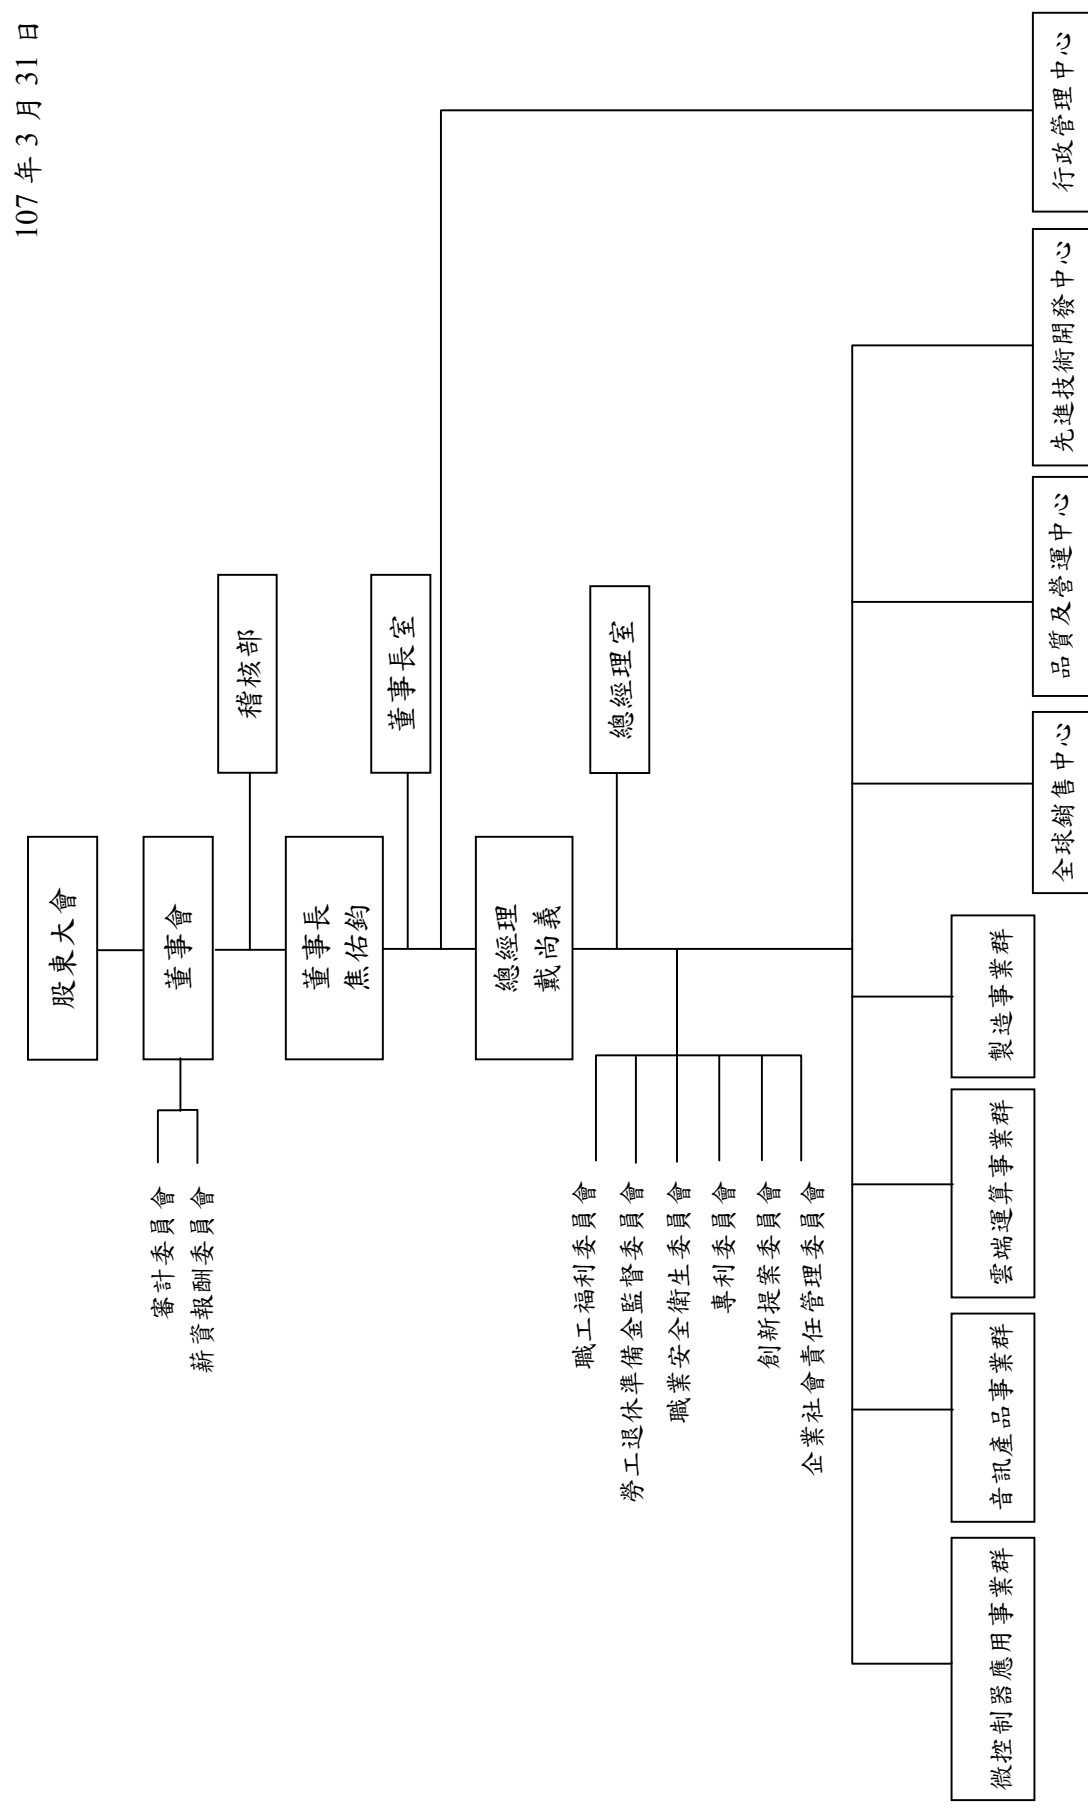 107 年 3 月 31 日
股東大會
董事會
審計委員會
薪資報酬委員會
稽核部
董事長
焦佑鈞
董事長室
總經理
戴尚義
總經理室
職工福利委員會
勞工退休準備金監督委員會
職業安全衛生委員會
專利委員會
創新提案委員會
企業社會責任管理委員會
微控制器應用事業群
音訊產品事業群
雲端運算事業群
製造事業群
全球銷售中心
品質及營運中心
先進技術開發中心
行政管理中心